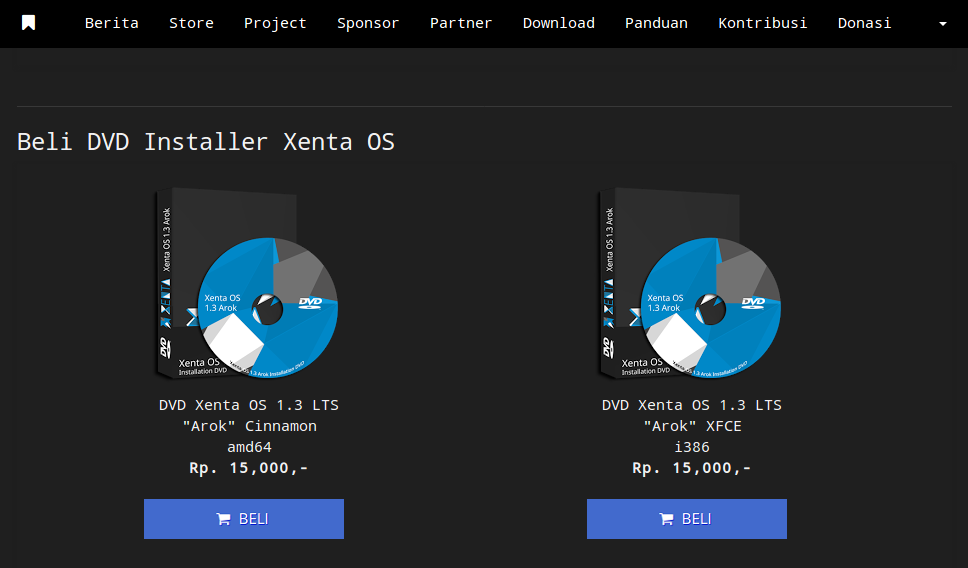 Berita Store Project Sponsor Partner Download Panduan Kontribusi Donasi
Beli DVD Installer Xenta OS
Xenta OS 1.3 Arok
XENTA
DVD
Xenta OS
1.3 Arok
DVD
Xenta OS
Installation DVD
Xenta OS 1.3 Arok Installation DVD
DVD Xenta OS 1.3 LTS
"Arok" Cinnamon
amd64
Rp. 15,000,-
BELI
Xenta OS 1.3 Arok
XENTA
DVD
Xenta OS
1.3 Arok
DVD
Xenta OS
Installation DVD
Xenta OS 1.3 Arok Installation DVD
DVD Xenta OS 1.3 LTS
"Arok" XFCE
i386
Rp. 15,000,-
BELI